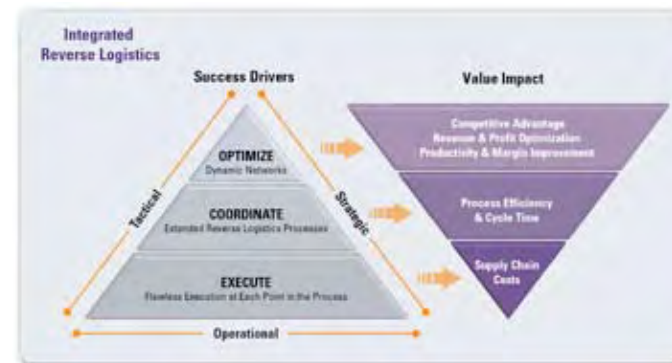 Integrated
Reverse Logistics
Success Drivers
Value Impact
OPTIMIZE
Dynamic Networks
COORDINATE
Extended Reverse Logistics Processes
EXECUTE
Flawless Execution at Each Point in the Process
Tactical
Strategic
Operational
Competitive Advantage
Revenue & Profit Optimization
Productivity & Margin Improvement
Process Efficiency
& Cycle Time
Supply Chain
Costs